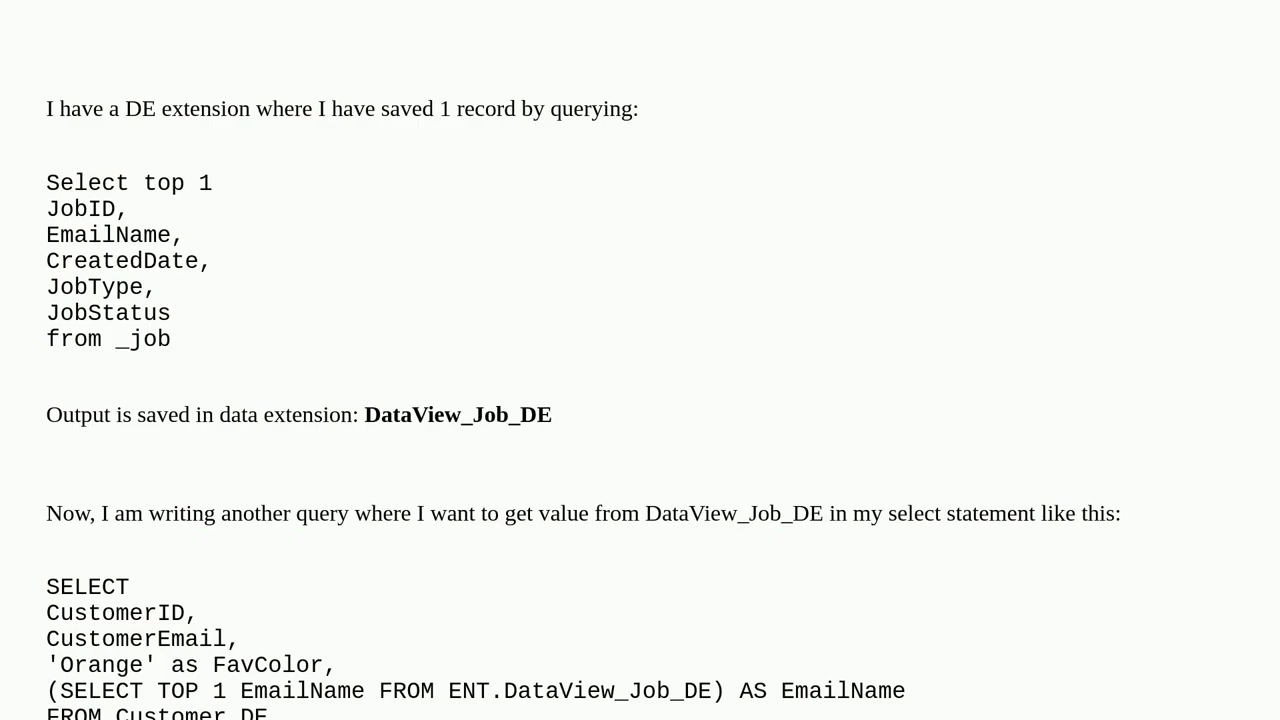 I have a DE extension where I have saved 1 record by querying:
Select top 1
JobID,
EmailName,
CreatedDate,
JobType,
JobStatus
from _job
Output is saved in data extension: DataView_Job_DE
Now, I am writing another query where I want to get value from DataView_Job_DE in my select statement like this:
SELECT
CustomerID,
CustomerEmail,
'Orange' as FavColor,
(SELECT TOP 1 EmailName FROM ENT.DataView_Job_DE) AS EmailName
FROM Customer_DE